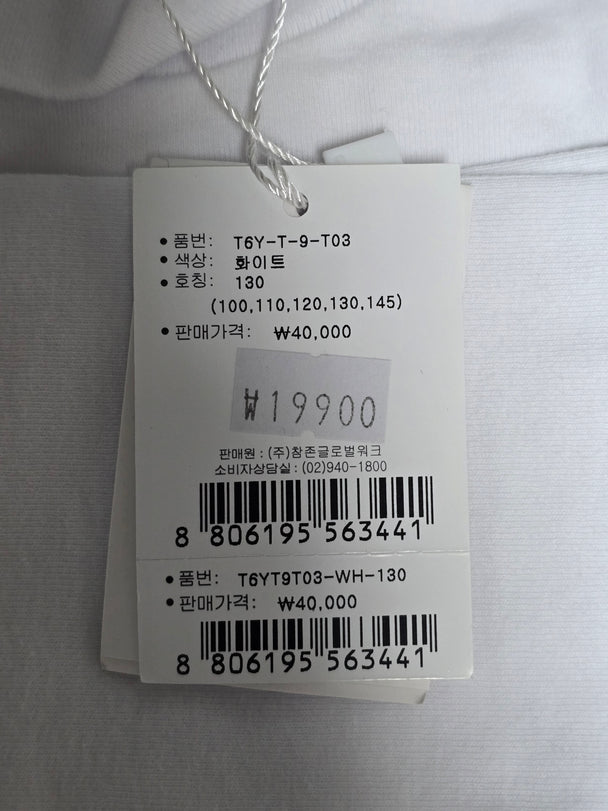 ● 품번: T6Y-T-9-T03
● 색상: 화이트
● 호칭: 130
(100,110,120,130,145)
● 판매가격: ₩40,000
₩19900
판매원 : (주)참존글로벌워크
소비자상담실 : (02)940-1800
8 806195 563441
● 품번: T6YT9T03-WH-130
● 판매가격: ₩40,000
8 806195 563441